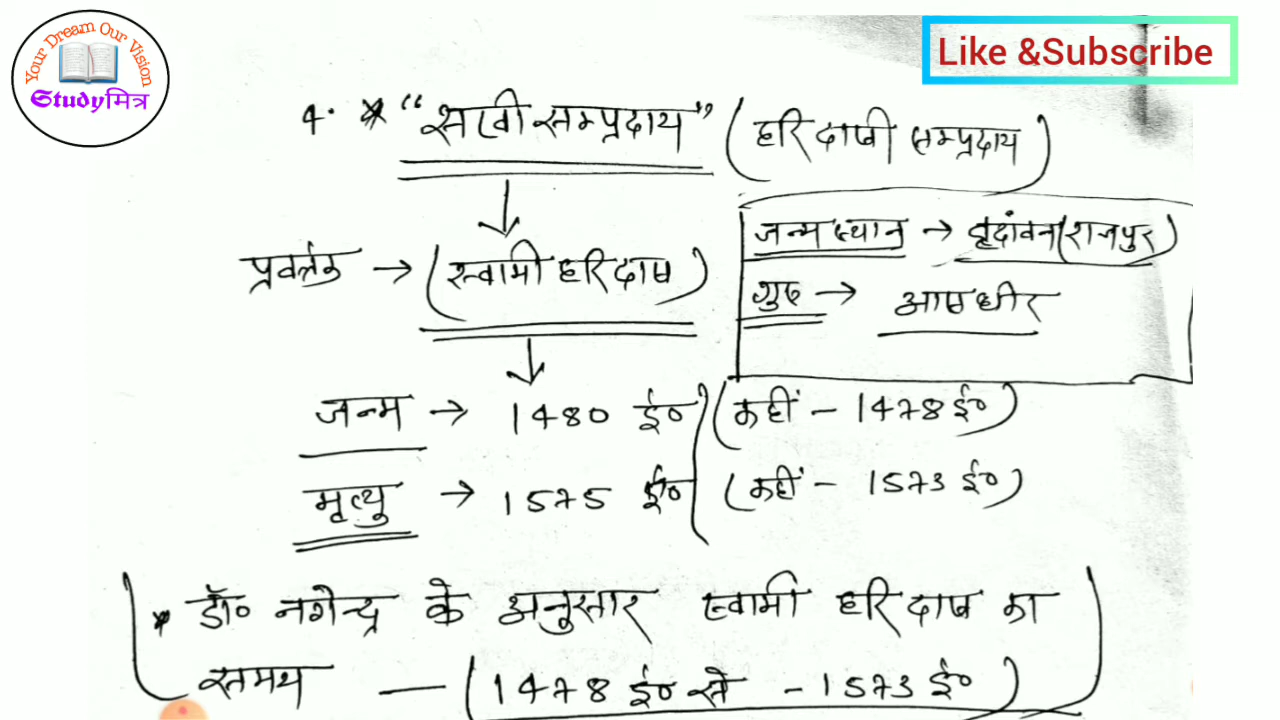 Your Dream Our Vision
Studyमित्र
Like &Subscribe
4. * “सखी सम्प्रदाय” (हरिदासी सम्प्रदाय)
प्रवर्तक → (स्वामी हरिदास)
जन्म स्थान → वृदांवन(राजपुर)
गुरु → आसधीर
जन्म → 1480 ई० (कहीं - 1478 ई०)
मृत्यु → 1575 ई० (कहीं - 1573 ई०)
* डॉ० नगेन्द्र के अनुसार स्वामी हरिदास का
समय — (1478 ई० से - 1573 ई०)